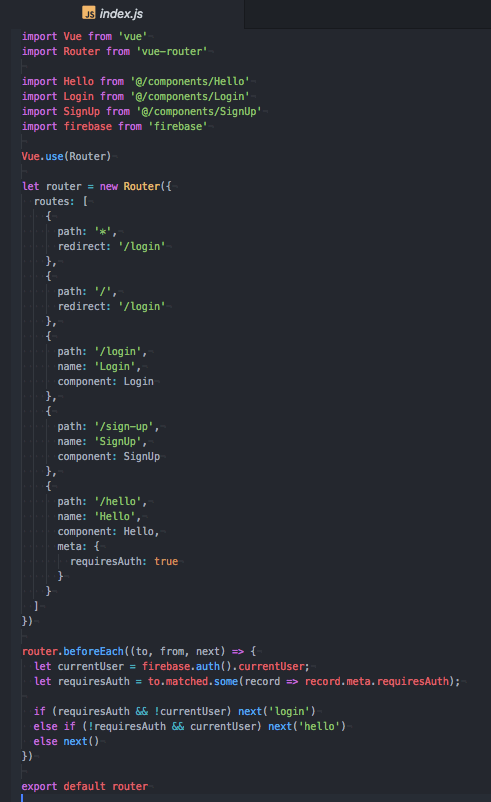 JS index.js
import Vue from 'vue'
import Router from 'vue-router'

import Hello from '@/components/Hello'
import Login from '@/components/Login'
import SignUp from '@/components/SignUp'
import firebase from 'firebase'

Vue.use(Router)

let router = new Router({
  routes: [
    {
      path: '*',
      redirect: '/login'
    },
    {
      path: '/',
      redirect: '/login'
    },
    {
      path: '/login',
      name: 'Login',
      component: Login
    },
    {
      path: '/sign-up',
      name: 'SignUp',
      component: SignUp
    },
    {
      path: '/hello',
      name: 'Hello',
      component: Hello,
      meta: {
        requiresAuth: true
      }
    }
  ]
})

router.beforeEach((to, from, next) => {
  let currentUser = firebase.auth().currentUser;
  let requiresAuth = to.matched.some(record => record.meta.requiresAuth);

  if (requiresAuth && !currentUser) next('login')
  else if (!requiresAuth && currentUser) next('hello')
  else next()
})

export default router